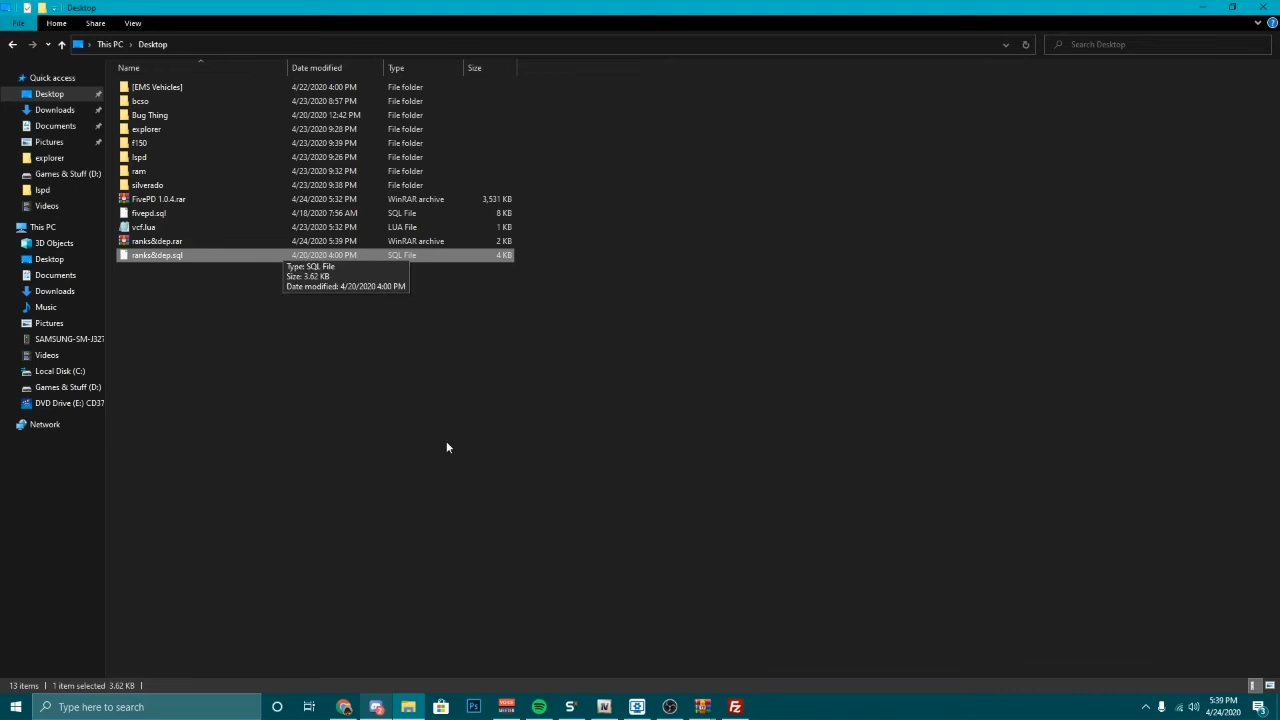 Desktop
File Home Share View
This PC Desktop Search Desktop
Name Date modified Type Size
Quick access
Desktop
Downloads
Documents
Pictures
explorer
Games & Stuff (D:)
lspd
Videos
This PC
3D Objects
Desktop
Documents
Downloads
Music
Pictures
SAMSUNG-SM-J327
Videos
Local Disk (C:)
Games & Stuff (D:)
DVD Drive (E:) CD37
Network
[EMS Vehicles] 4/22/2020 4:00 PM File folder
bcso 4/23/2020 8:57 PM File folder
Bug Thing 4/20/2020 12:42 PM File folder
explorer 4/23/2020 9:28 PM File folder
f150 4/23/2020 9:39 PM File folder
lspd 4/23/2020 9:26 PM File folder
ram 4/23/2020 9:32 PM File folder
silverado 4/23/2020 9:38 PM File folder
FivePD 1.0.4.rar 4/24/2020 5:32 PM WinRAR archive 3,531 KB
fivepd.sql 4/18/2020 7:56 AM SQL File 8 KB
vcf.lua 4/23/2020 5:32 PM LUA File 1 KB
ranks&dep.rar 4/24/2020 5:39 PM WinRAR archive 2 KB
ranks&dep.sql 4/20/2020 4:00 PM SQL File 4 KB
Type: SQL File
Size: 3.62 KB
Date modified: 4/20/2020 4:00 PM
13 items 1 item selected 3.62 KB
Type here to search
Ps
5:39 PM
4/24/2020